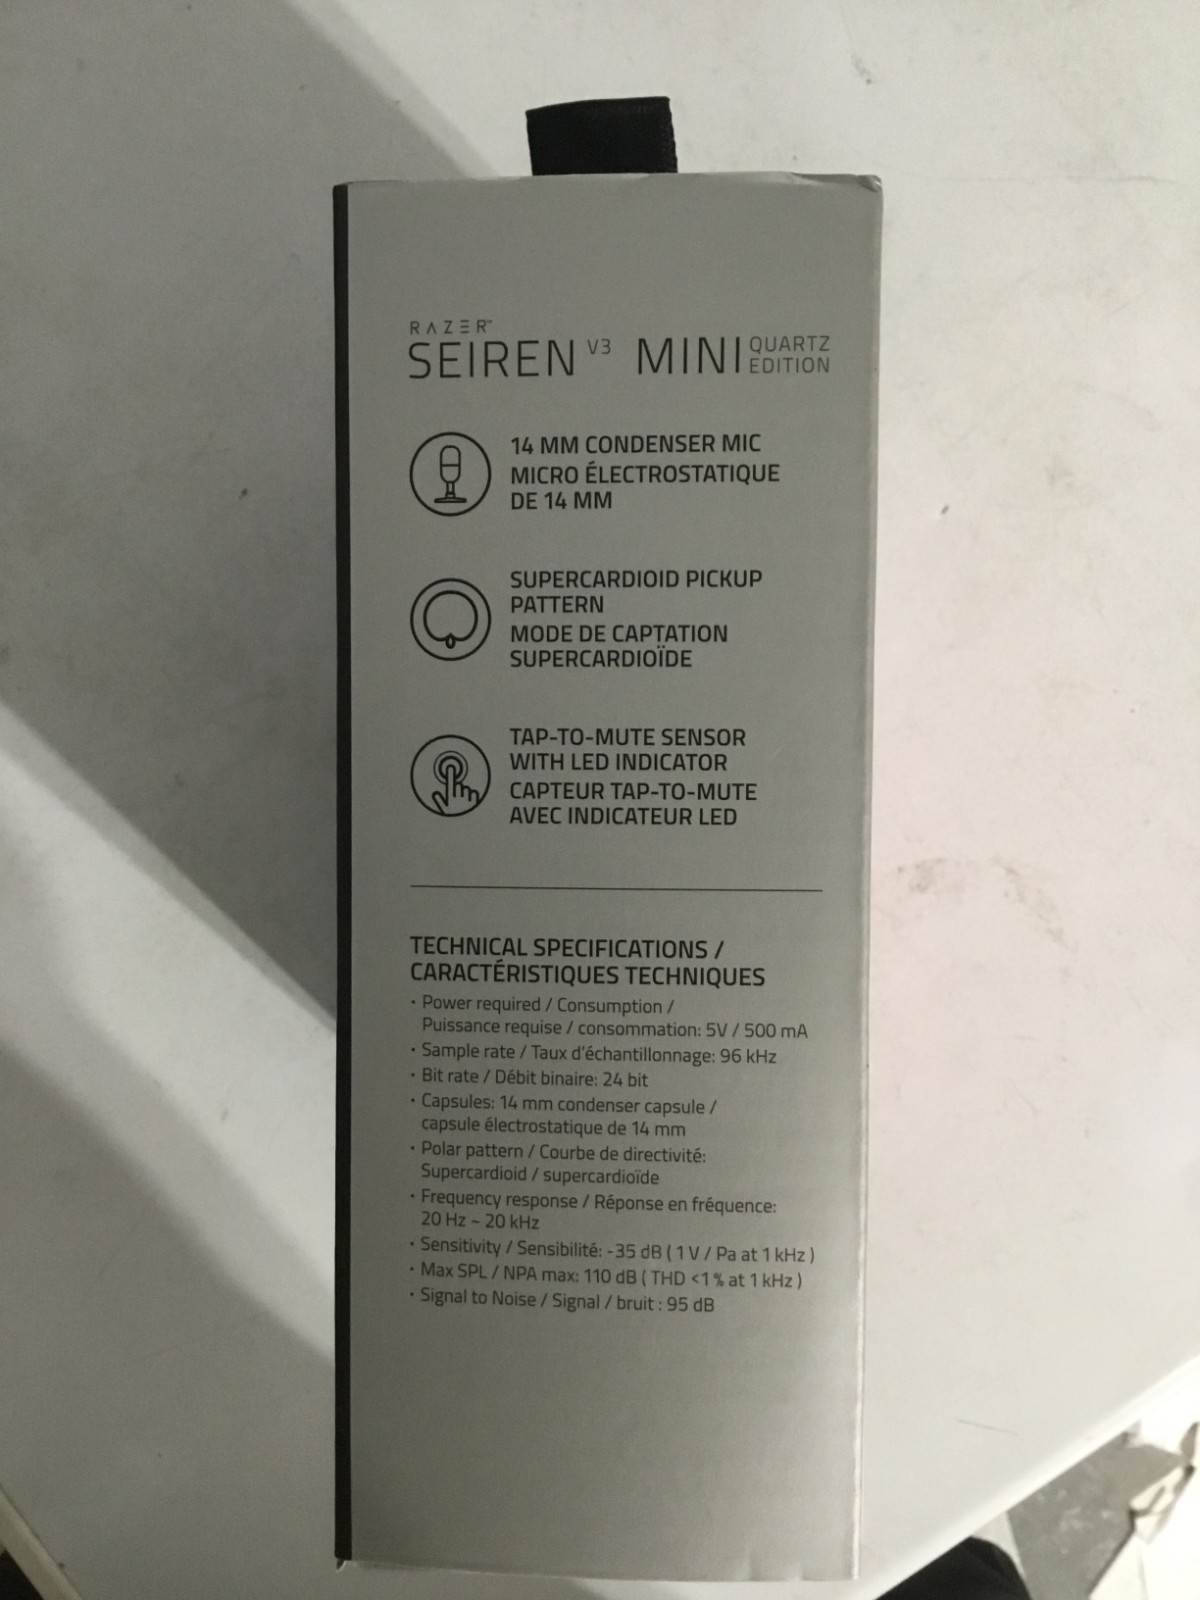 RAZER™
SEIREN V3 MINI QUARTZ
EDITION
14 MM CONDENSER MIC
MICRO ÉLECTROSTATIQUE
DE 14 MM
SUPERCARDIOID PICKUP
PATTERN
MODE DE CAPTATION
SUPERCARDIOÏDE
TAP-TO-MUTE SENSOR
WITH LED INDICATOR
CAPTEUR TAP-TO-MUTE
AVEC INDICATEUR LED
TECHNICAL SPECIFICATIONS /
CARACTÉRISTIQUES TECHNIQUES
· Power required / Consumption /
Puissance requise / consommation: 5V / 500 mA
· Sample rate / Taux d'échantillonnage: 96 kHz
· Bit rate / Débit binaire: 24 bit
· Capsules: 14 mm condenser capsule /
capsule électrostatique de 14 mm
· Polar pattern / Courbe de directivité:
Supercardioid / supercardioïde
· Frequency response / Réponse en fréquence:
20 Hz ~ 20 kHz
· Sensitivity / Sensibilité: -35 dB ( 1 V / Pa at 1 kHz )
· Max SPL / NPA max: 110 dB ( THD <1 % at 1 kHz )
· Signal to Noise / Signal / bruit : 95 dB